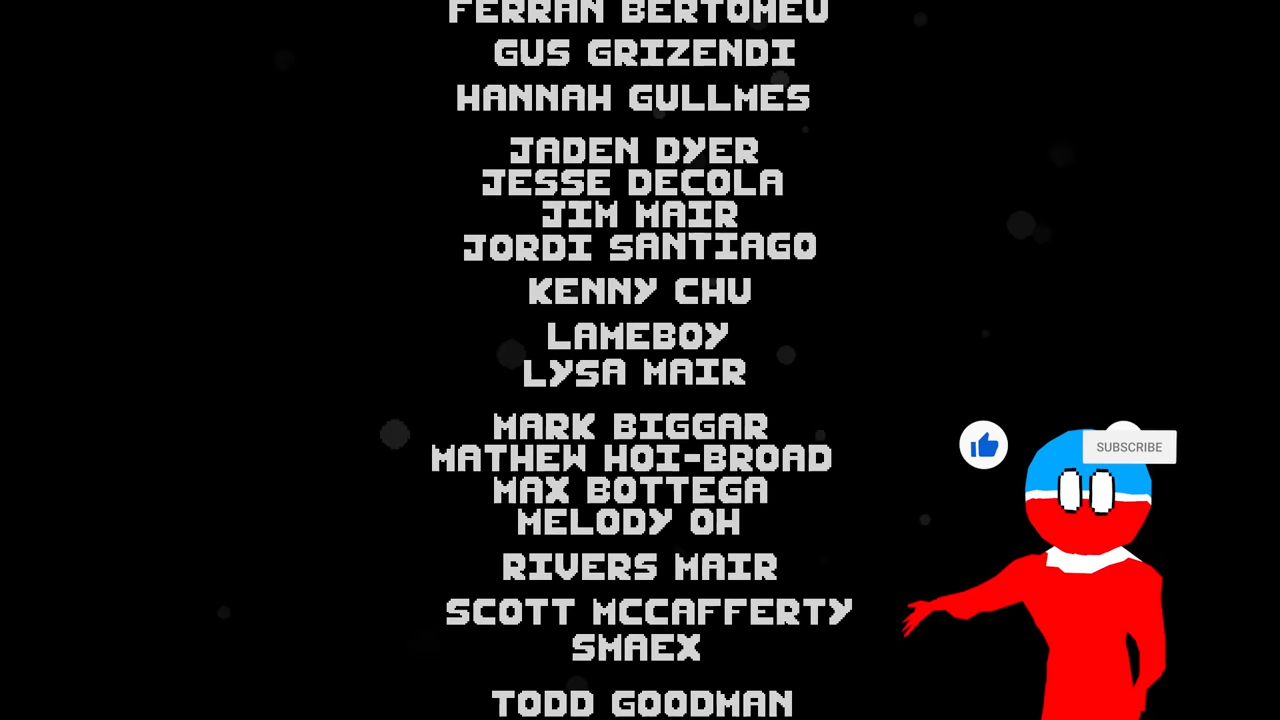 FERRAN BERTOMEU
GUS GRIZENDI
HANNAH GULLMES
JADEN DYER
JESSE DECOLA
JIM MAIR
JORDI SANTIAGO
KENNY CHU
LAMEBOY
LYSA MAIR
MARK BIGGAR
MATHEW HOI-BROAD
MAX BOTTEGA
MELODY OH
RIVERS MAIR
SCOTT MCCAFFERTY
SMAEX
TODD GOODMAN
SUBSCRIBE